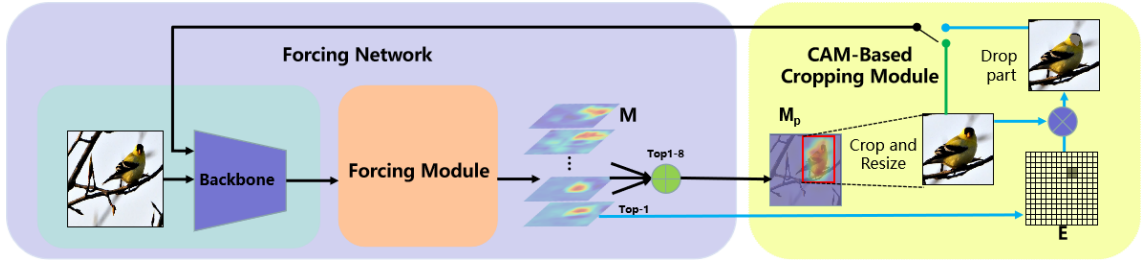 Forcing Network
CAM-Based
Cropping Module
Drop
part
Backbone
Forcing Module
M
Top1-8
Top-1
Mp
Crop and
Resize
E